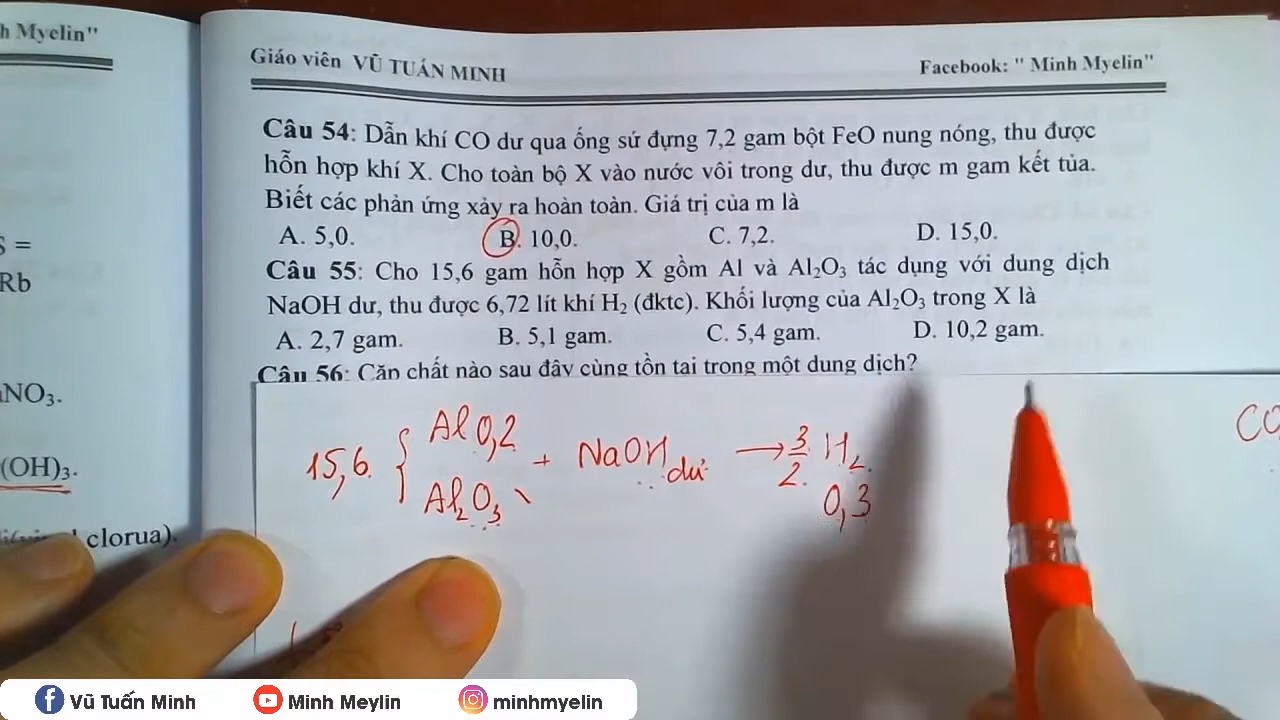 h Myelin"
Giáo viên VŨ TUẤN MINH
Facebook: " Minh Myelin"
Câu 54: Dẫn khí CO dư qua ống sứ đựng 7,2 gam bột FeO nung nóng, thu được
hỗn hợp khí X. Cho toàn bộ X vào nước vôi trong dư, thu được m gam kết tủa.
Biết các phản ứng xảy ra hoàn toàn. Giá trị của m là
A. 5,0. B. 10,0. C. 7,2. D. 15,0.
Câu 55: Cho 15,6 gam hỗn hợp X gồm Al và Al₂O₃ tác dụng với dung dịch
NaOH dư, thu được 6,72 lít khí H₂ (đktc). Khối lượng của Al₂O₃ trong X là
A. 2,7 gam. B. 5,1 gam. C. 5,4 gam. D. 10,2 gam.
Câu 56: Cặp chất nào sau đây cùng tồn tại trong một dung dịch?
=
Rb
NO₃.
(OH)₃.
clorua).
15,6. { Al 0,2 Al₂O₃ + NaOH dư → 3/2 H₂
0,3
CO
Vũ Tuấn Minh Minh Meylin minhmyelin